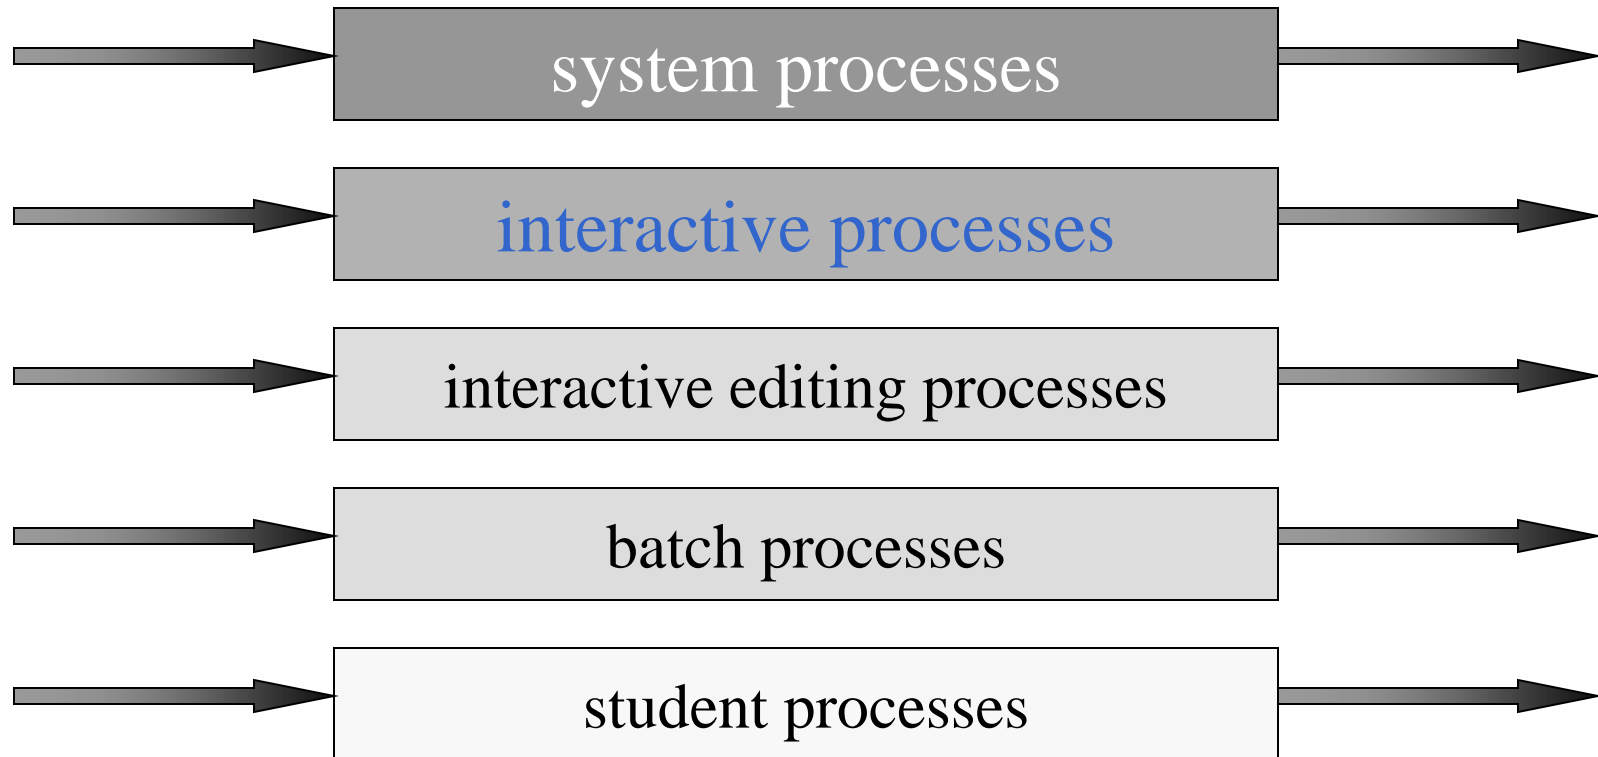 system processes
interactive processes
interactive editing processes
batch processes
student processes